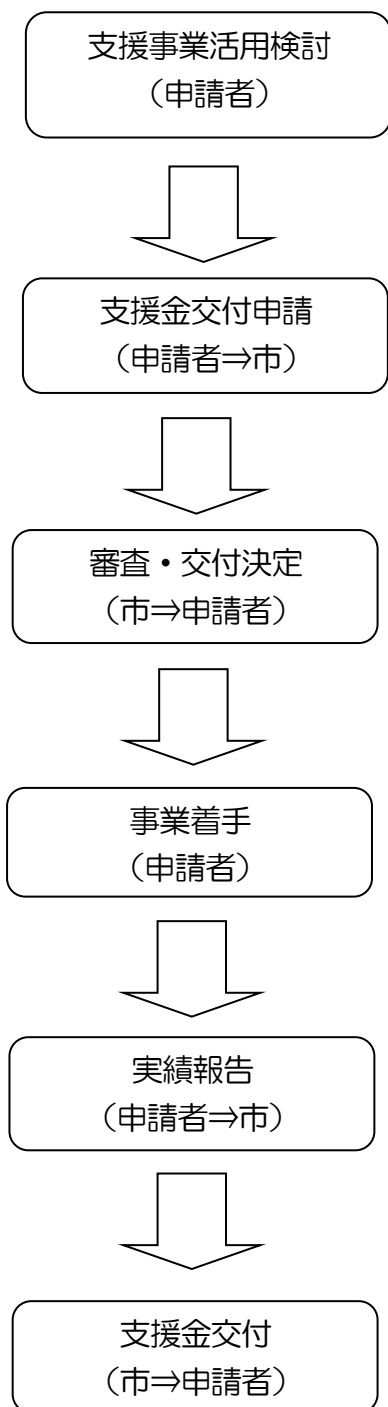 支援事業活用検討
（申請者）
支援金交付申請
（申請者⇒市）
審査・交付決定
（市⇒申請者）
事業着手
（申請者）
実績報告
（申請者⇒市）
支援金交付
（市⇒申請者）